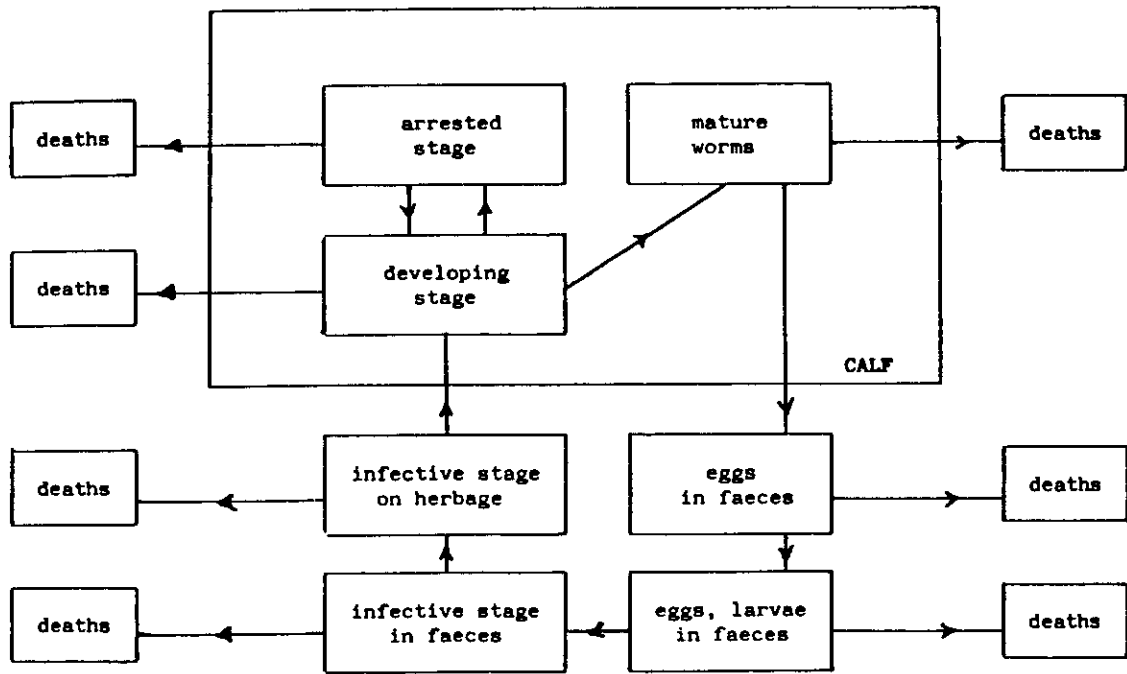 deaths
arrested
stage
mature
worms
deaths
deaths
developing
stage
CALF
deaths
infective stage
on herbage
eggs
in faeces
deaths
deaths
infective stage
in faeces
eggs, larvae
in faeces
deaths